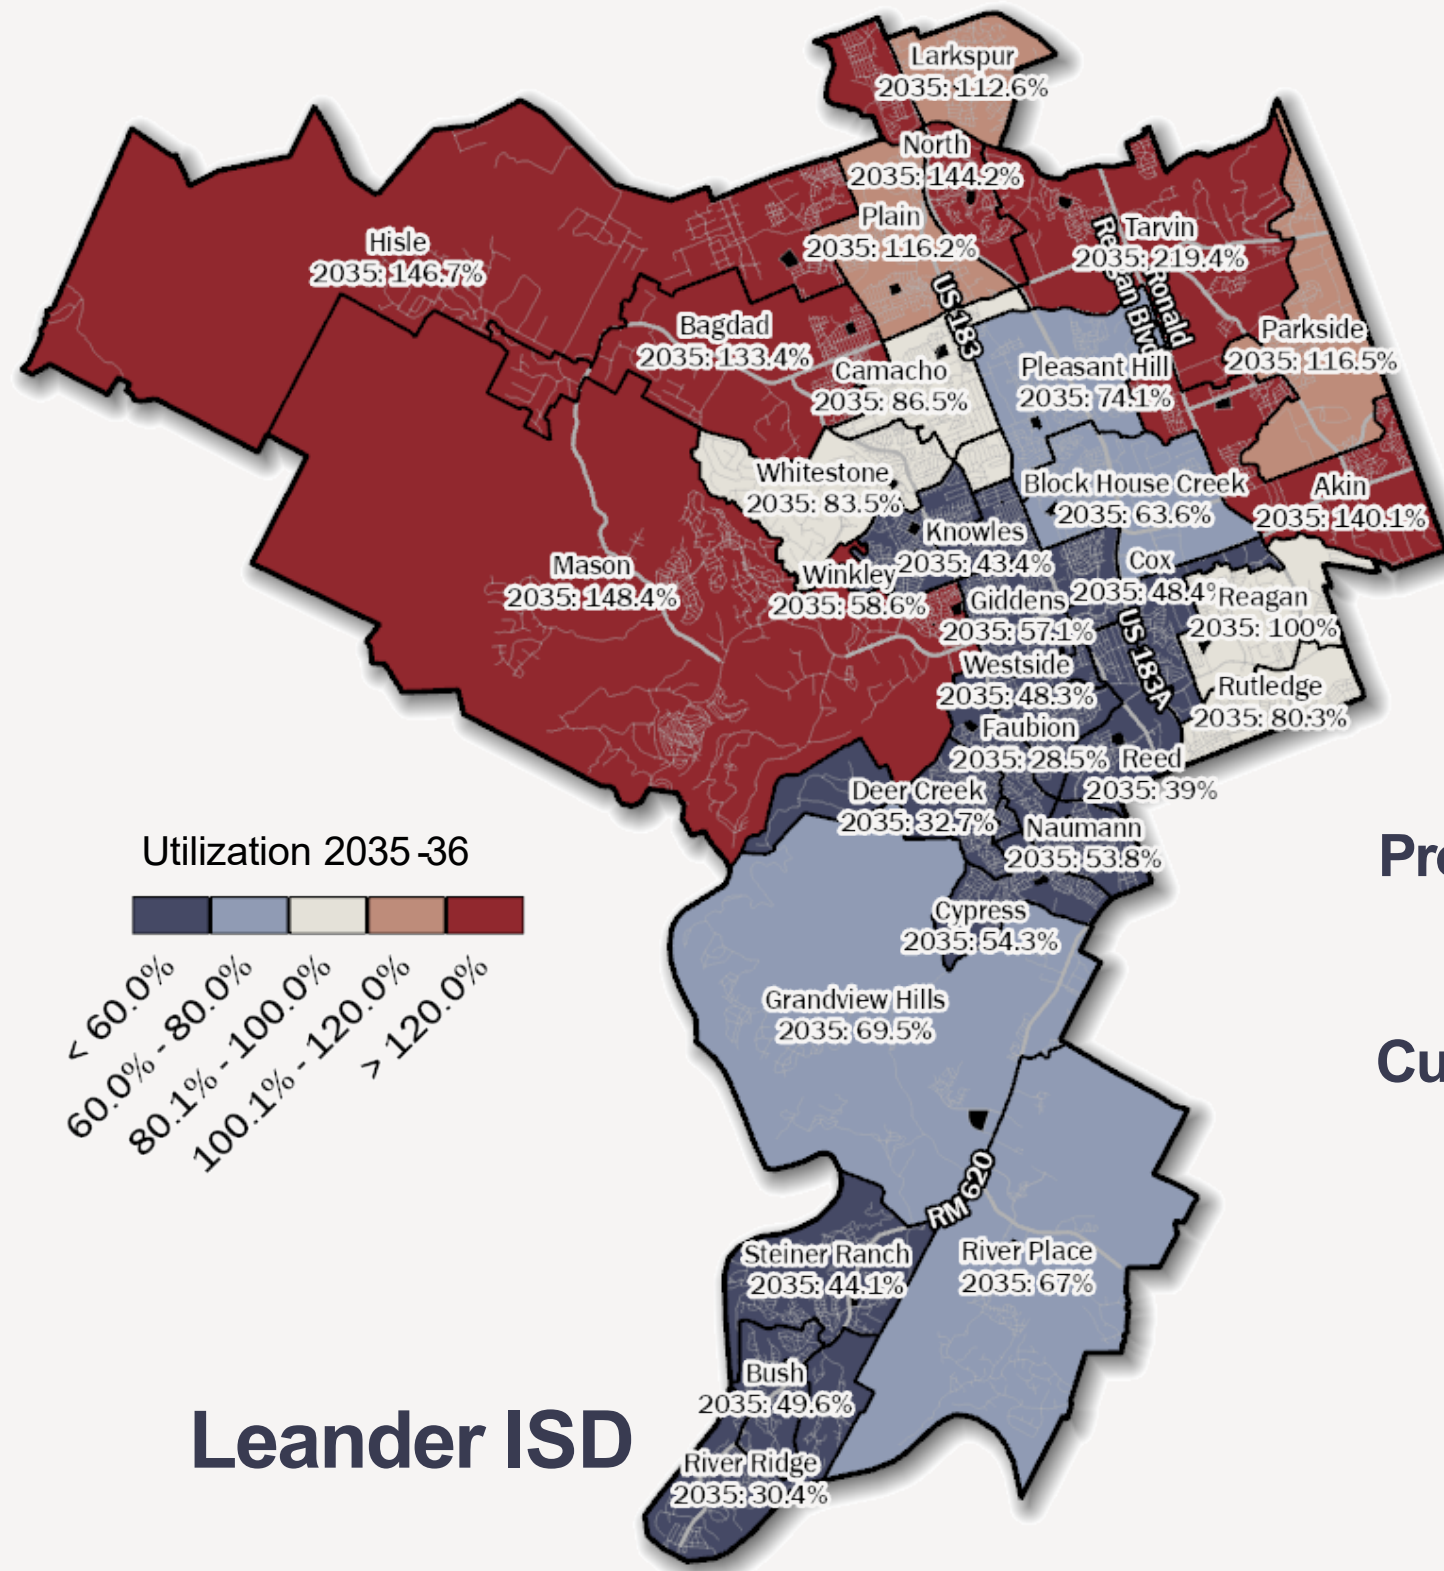 Larkspur
2035: 112.6%
North
2035: 144.2%
Plain
2035: 116.2%
Tarvin
2035: 219.4%
Hisle
2035: 146.7%
US 183
Ronald
Reagan Blvd
Bagdad
2035: 133.4%
Parkside
2035: 116.5%
Camacho
2035: 86.5%
Pleasant Hill
2035: 74.1%
Whitestone
2035: 83.5%
Block House Creek
2035: 63.6%
Akin
2035: 140.1%
Knowles
2035: 43.4%
Cox
2035: 48.4%
Mason
2035: 148.4%
Winkley
2035: 58.6%
Giddens
2035: 57.1%
Reagan
2035: 100%
US 183A
Westside
2035: 48.3%
Rutledge
2035: 80.3%
Faubion
2035: 28.5%
Reed
2035: 39%
Deer Creek
2035: 32.7%
Naumann
2035: 53.8%
Utilization 2035-36
< 60.0%
60.0% - 80.0%
80.1% - 100.0%
100.1% - 120.0%
> 120.0%
Pre
Cu
Cypress
2035: 54.3%
Grandview Hills
2035: 69.5%
RM 620
Steiner Ranch
2035: 44.1%
River Place
2035: 67%
Bush
2035: 49.6%
Leander ISD
River Ridge
2035: 30.4%